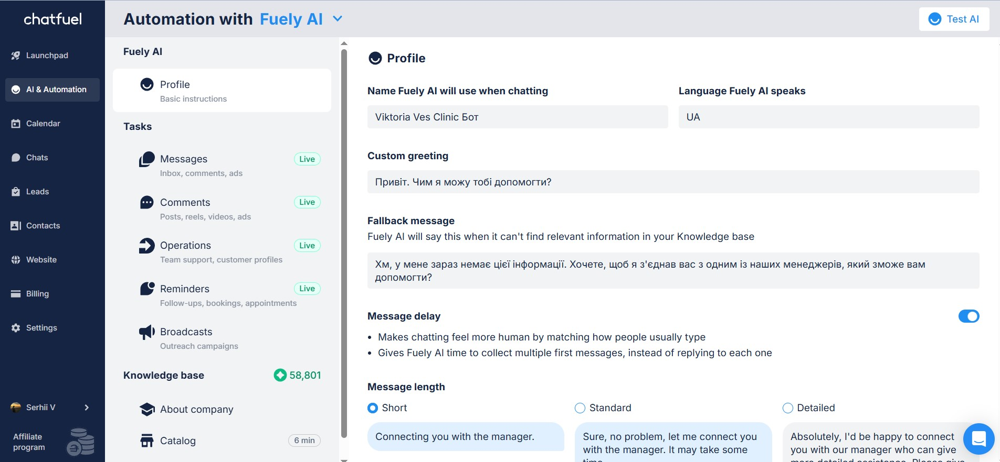 chatfuel
Launchpad
AI & Automation
Calendar
Chats
Leads
Contacts
Website
Billing
Settings
Serhii V
Affiliate
program
Automation with Fuely AI
Test AI
Fuely AI
Profile
Basic instructions
Tasks
Messages
Live
Inbox, comments, ads
Comments
Live
Posts, reels, videos, ads
Operations
Live
Team support, customer profiles
Reminders
Live
Follow-ups, bookings, appointments
Broadcasts
Outreach campaigns
Knowledge base
58,801
About company
Catalog
6 min
Profile
Name Fuely AI will use when chatting
Viktoria Ves Clinic Бот
Language Fuely AI speaks
UA
Custom greeting
Привіт. Чим я можу тобі допомогти?
Fallback message
Fuely AI will say this when it can't find relevant information in your Knowledge base
Хм, у мене зараз немає цієї інформації. Хочете, щоб я з'єднав вас з одним із наших менеджерів, який зможе вам
допомогти?
Message delay
• Makes chatting feel more human by matching how people usually type
• Gives Fuely AI time to collect multiple first messages, instead of replying to each one
Message length
Short
Connecting you with the manager.
Standard
Sure, no problem, let me connect you
with the manager. It may take some
time
Detailed
Absolutely, I'd be happy to connect
you with our manager who can give
more detailed assistance. Please give